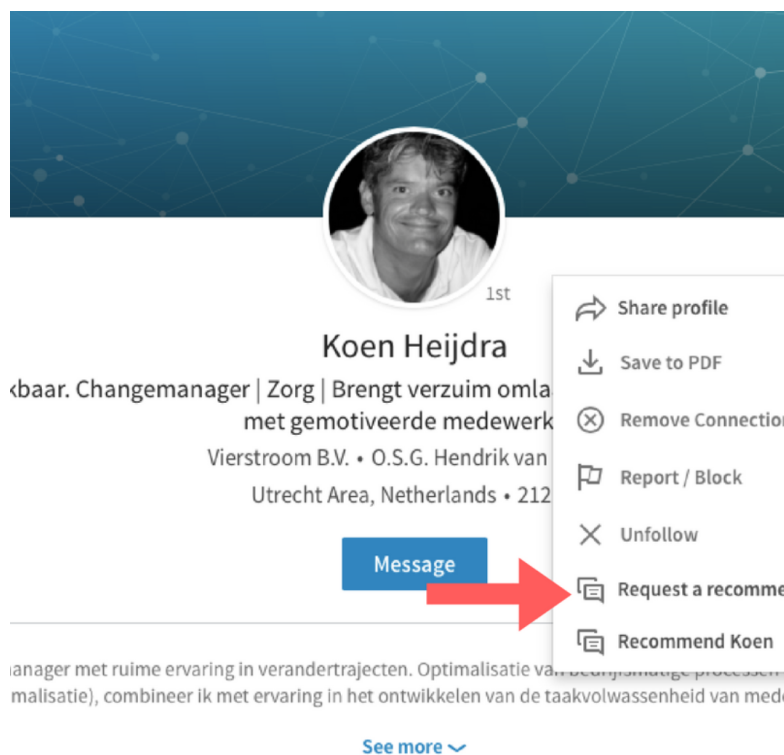 1st
Koen Heijdra
kbaar. Changemanager | Zorg | Brengt verzuim omla
met gemotiveerde medewerk
Vierstroom B.V. • O.S.G. Hendrik van
Utrecht Area, Netherlands • 212
Message
Share profile
Save to PDF
Remove Connection
Report / Block
Unfollow
Request a recomme
Recommend Koen
anager met ruime ervaring in verandertrajecten. Optimalisatie van bedrijfsmatige processen
malisatie), combineer ik met ervaring in het ontwikkelen van de taakvolwassenheid van mede
See more